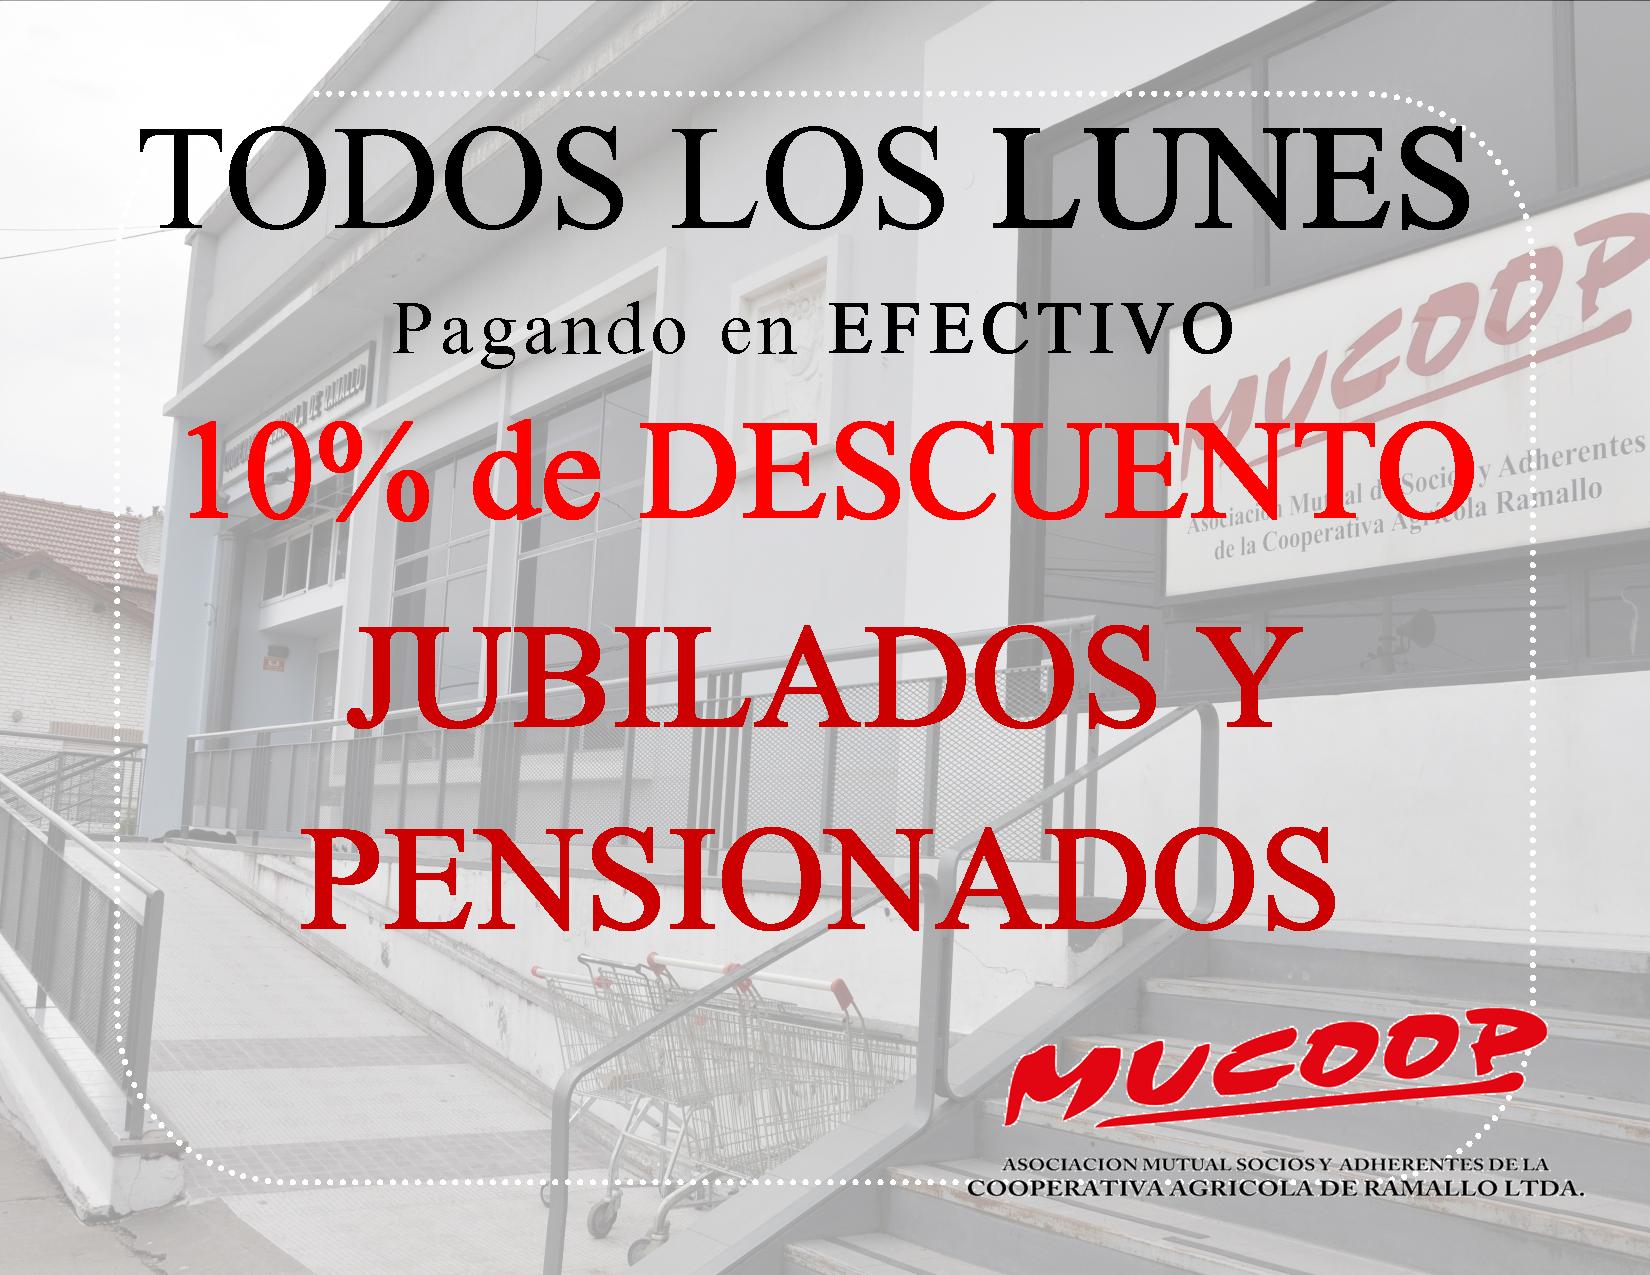 TODOS LOS LUNES
Pagando en EFECTIVO
10% de DESCUENTO
JUBILADOS Y
PENSIONADOS
MUCOOP
Asociación Mutual de Socios y Adherentes
de la Cooperativa Agrícola Ramallo
MUCOOP
ASOCIACION MUTUAL SOCIOS Y ADHERENTES DE LA
COOPERATIVA AGRICOLA DE RAMALLO LTDA.